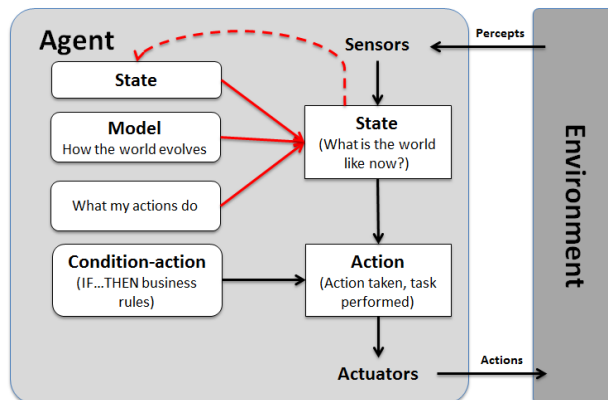 Agent
Sensors
Percepts
State
State
(What is the world
like now?)
Model
How the world evolves
What my actions do
Condition-action
(IF...THEN business
rules)
Action
(Action taken, task
performed)
Actuators
Actions
Environment